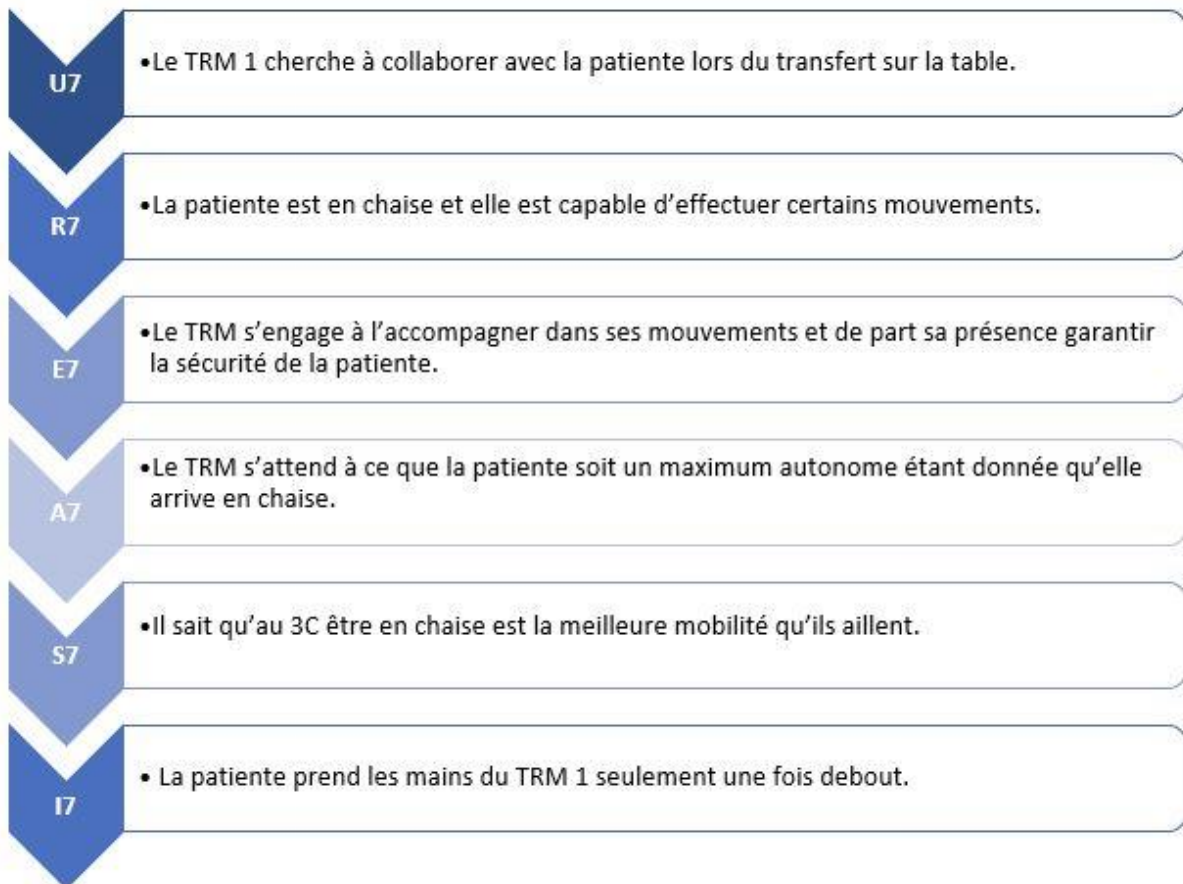 U7
•Le TRM 1 cherche à collaborer avec la patiente lors du transfert sur la table.
R7
•La patiente est en chaise et elle est capable d’effectuer certains mouvements.
E7
•Le TRM s’engage à l’accompagner dans ses mouvements et de part sa présence garantir
la sécurité de la patiente.
A7
•Le TRM s’attend à ce que la patiente soit un maximum autonome étant donnée qu’elle
arrive en chaise.
S7
•Il sait qu’au 3C être en chaise est la meilleure mobilité qu’ils aillent.
I7
• La patiente prend les mains du TRM 1 seulement une fois debout.